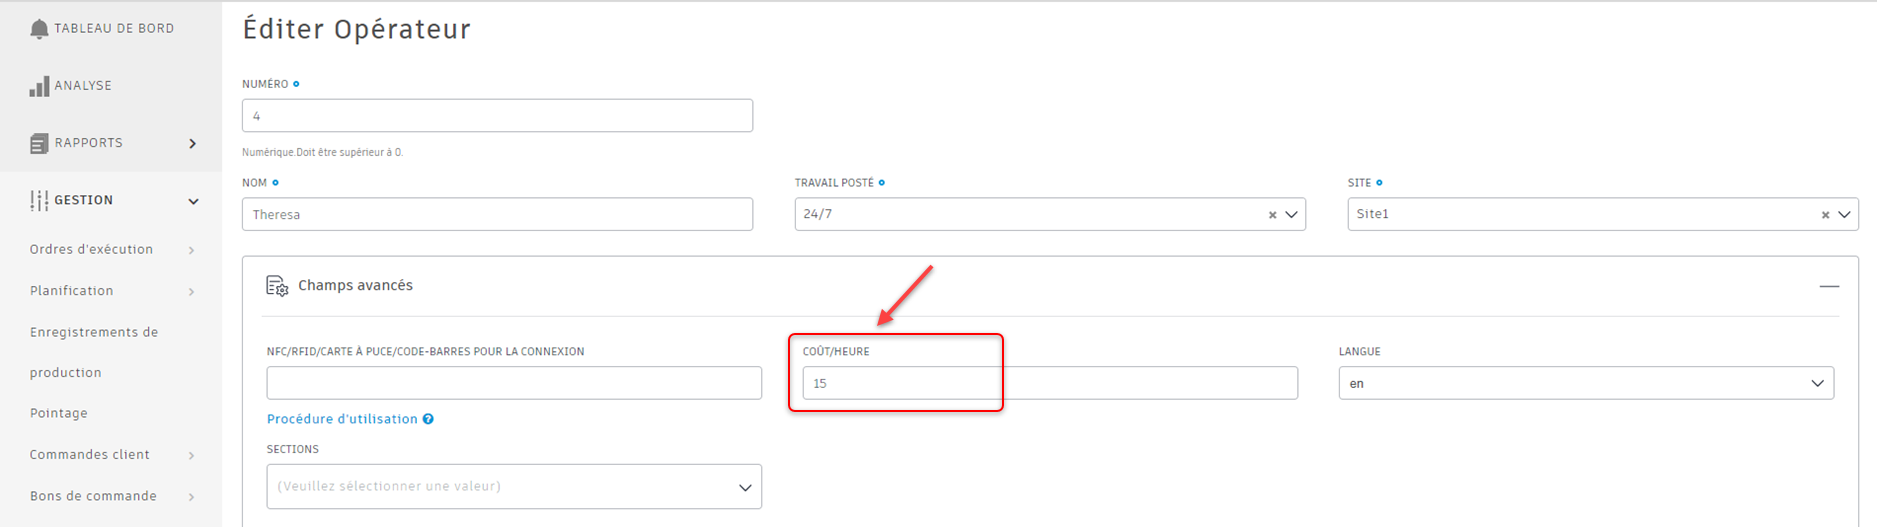 TABLEAU DE BORD
ANALYSE
RAPPORTS
GESTION
Ordres d'exécution
Planification
Enregistrements de
production
Pointage
Commandes client
Bons de commande
Éditer Opérateur
NUMÉRO
4
Numérique.Doit être supérieur à 0.
NOM
Theresa
TRAVAIL POSTÉ
24/7
SITE
Site1
Champs avancés
NFC/RFID/CARTE À PUCE/CODE-BARRES POUR LA CONNEXION
Procédure d'utilisation
COÛT/HEURE
15
LANGUE
en
SECTIONS
(Veuillez sélectionner une valeur)